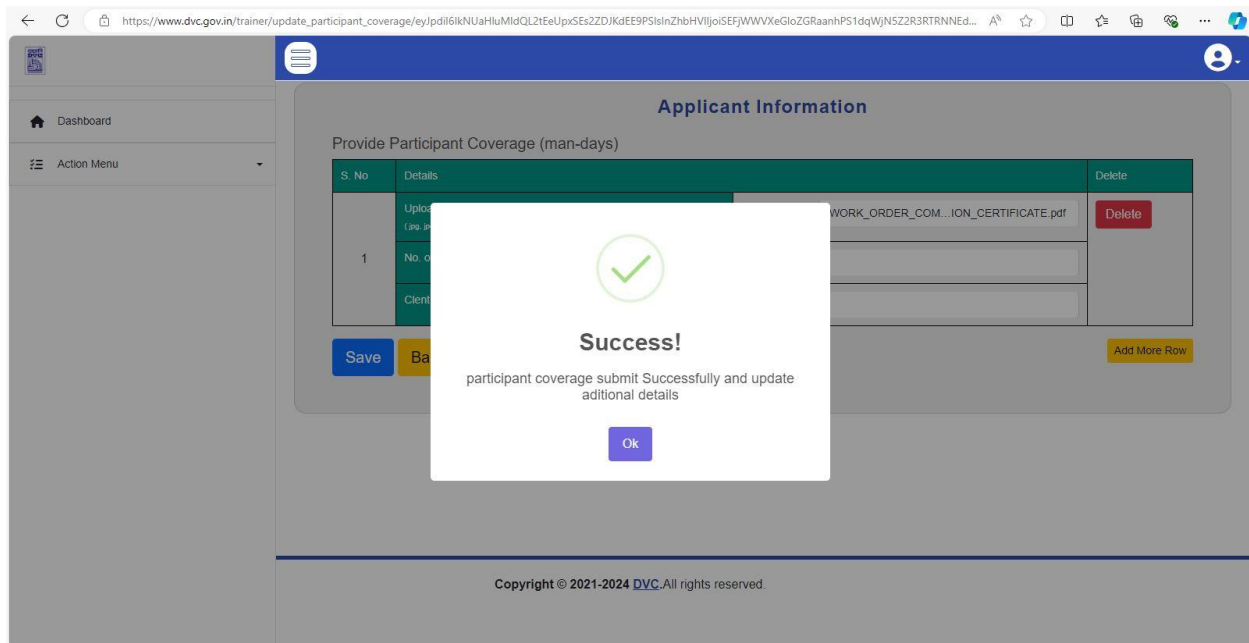 https://www.dvc.gov.in/trainer/update_participant_coverage/
Applicant Information
Dashboard
Provide Participant Coverage (man-days)
Action Menu
S. No Details Delete
WORK_ORDER_COM...ION_CERTIFICATE.pdf Delete
1
Success!
Save Add More Row
participant coverage submit Successfully and update
aditional details
Ok
Copyright © 2021-2024 DVC.All rights reserved.